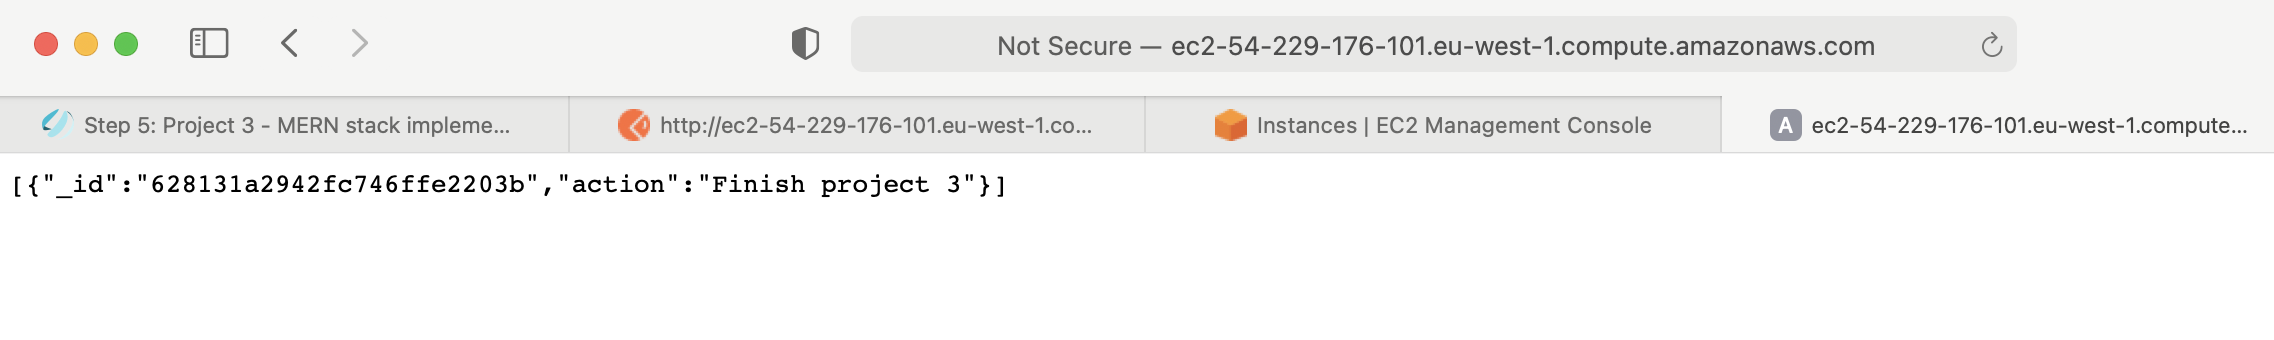 Not Secure — ec2-54-229-176-101.eu-west-1.compute.amazonaws.com
Step 5: Project 3 - MERN stack impleme...
http://ec2-54-229-176-101.eu-west-1.co...
Instances | EC2 Management Console
A
ec2-54-229-176-101.eu-west-1.compute...
[{"_id":"628131a2942fc746ffe2203b","action":"Finish project 3"}]